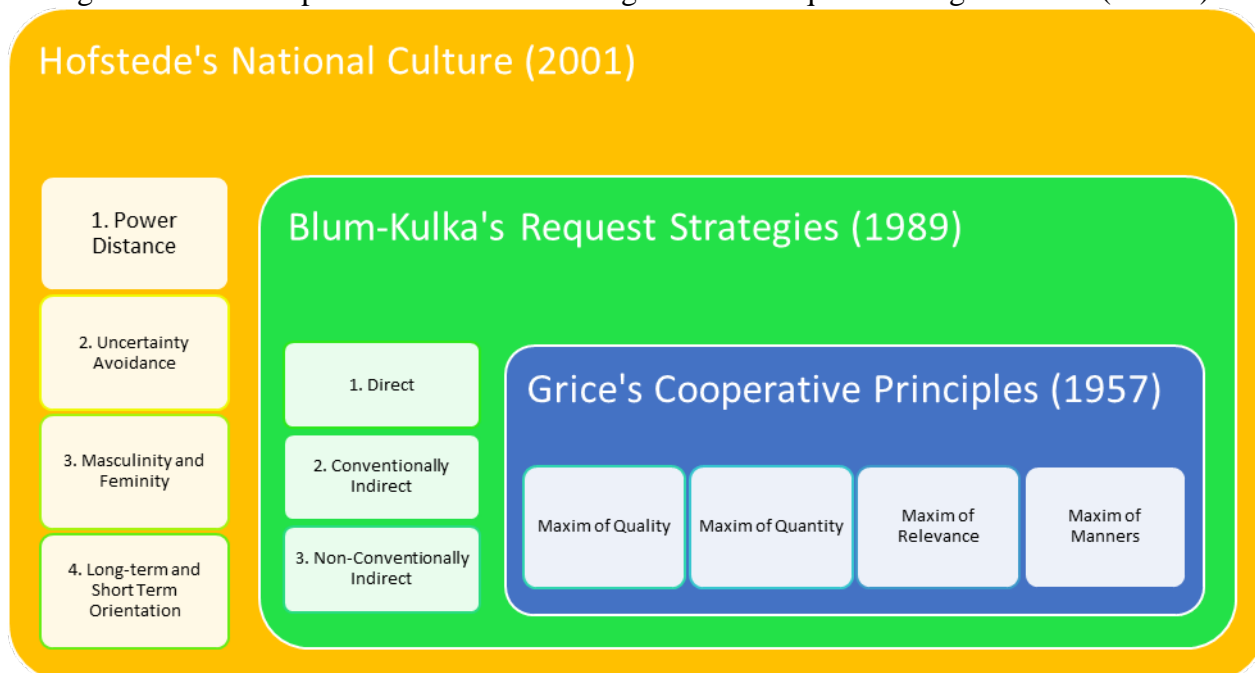 Hofstede's National Culture (2001)
1. Power
Distance
2. Uncertainty
Avoidance
3. Masculinity and
Feminity
4. Long-term and
Short Term
Orientation
Blum-Kulka's Request Strategies (1989)
1. Direct
2. Conventionally
Indirect
3. Non-Conventionally
Indirect
Grice's Cooperative Principles (1957)
Maxim of Quality
Maxim of Quantity
Maxim of
Relevance
Maxim of
Manners